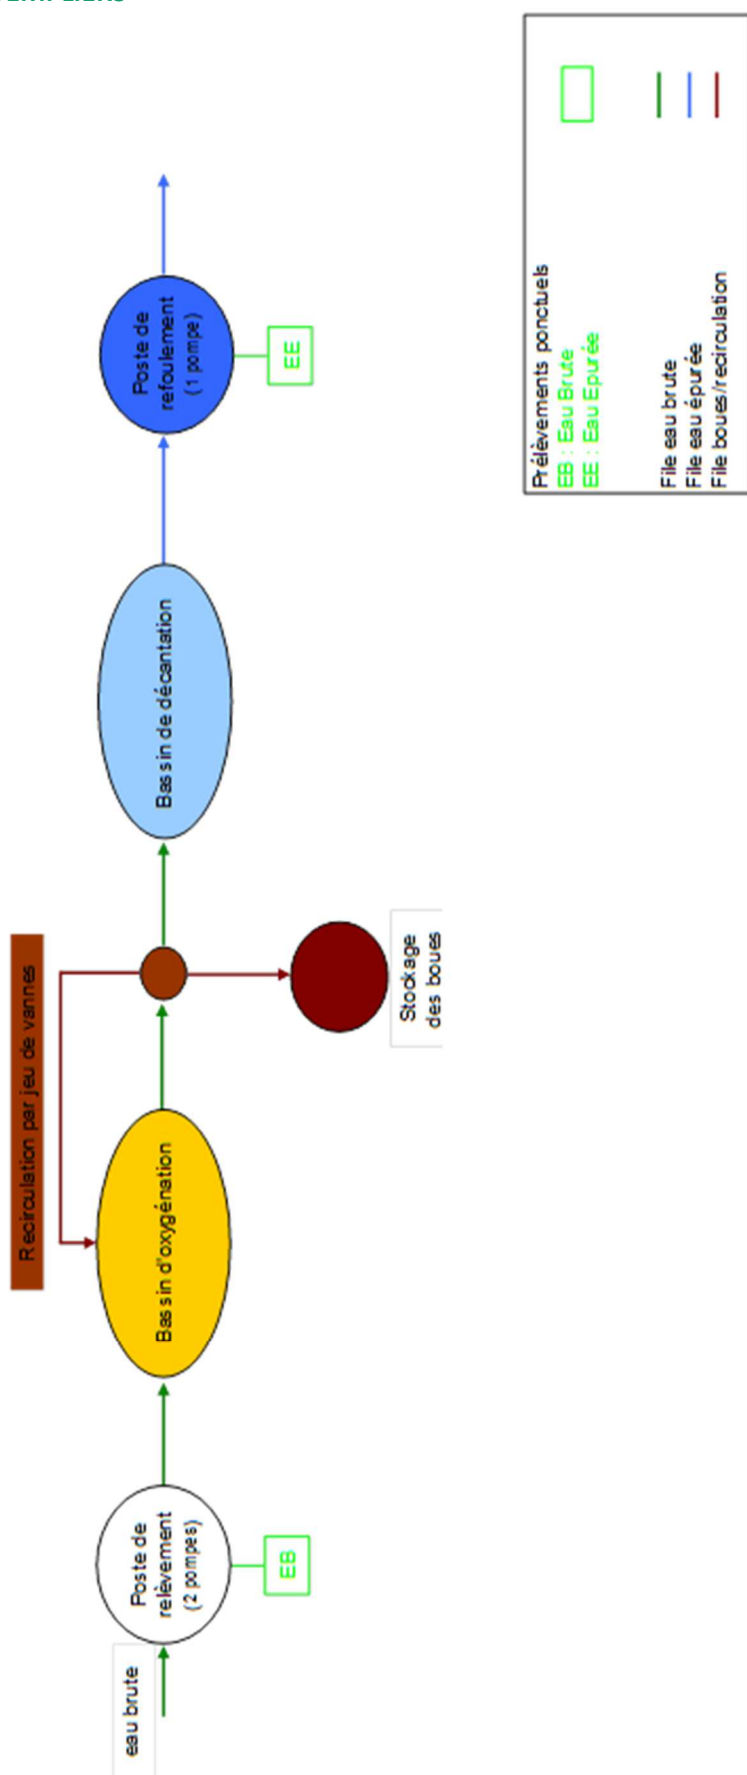 Recirculation par jeu de vannes
eau brute
Poste de
relèvement
(2 pompes)
EB
Bassin d'oxygénation
Stockage
des boues
Bassin de décantation
Poste de
refoulement
(1 pompe)
EE
Prélèvements ponctuels
EB : Eau Brute
EE : Eau Epurée
File eau brute
File eau épurée
File boues/recirculation